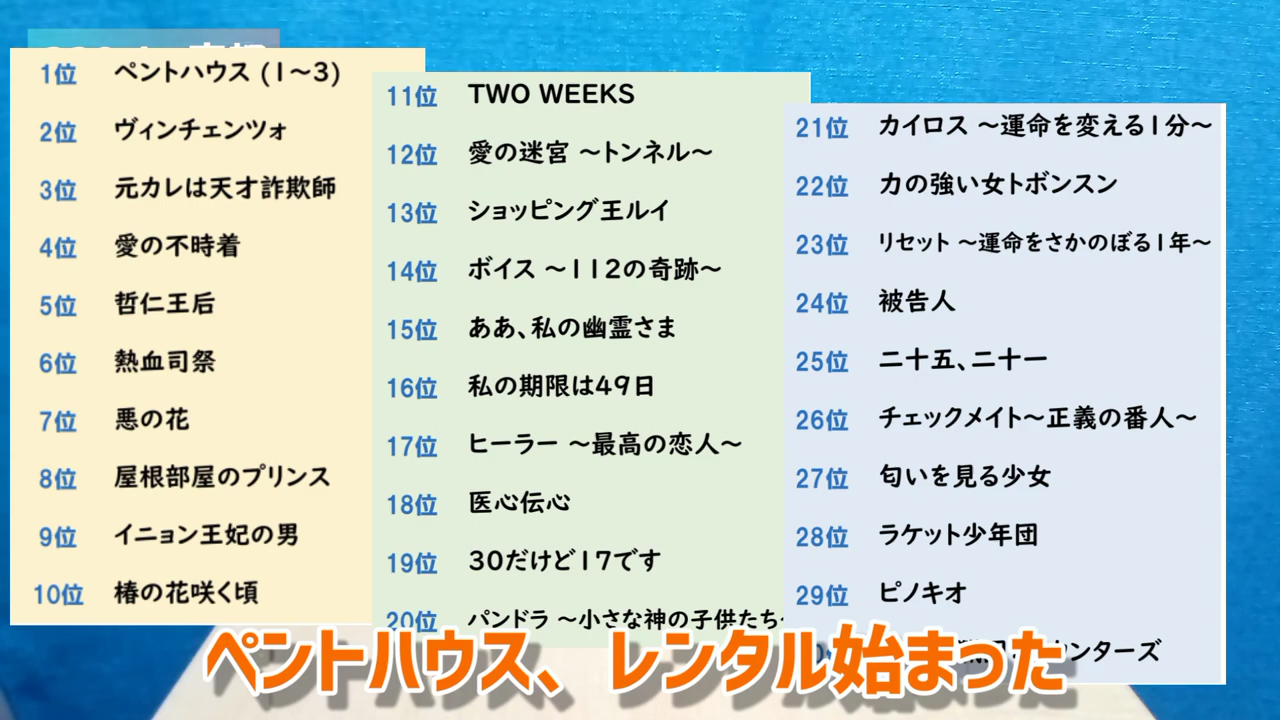 1位 ペントハウス (1〜3)
2位 ヴィンチェンツォ
3位 元カレは天才詐欺師
4位 愛の不時着
5位 哲仁王后
6位 熱血司祭
7位 悪の花
8位 屋根部屋のプリンス
9位 イニョン王妃の男
10位 椿の花咲く頃
11位 TWO WEEKS
12位 愛の迷宮 〜トンネル〜
13位 ショッピング王ルイ
14位 ボイス 〜112の奇跡〜
15位 ああ、私の幽霊さま
16位 私の期限は49日
17位 ヒーラー 〜最高の恋人〜
18位 医心伝心
19位 30だけど17です
20位 パンドラ 〜小さな神の子供たち
21位 カイロス 〜運命を変える1分〜
22位 力の強い女トボンスン
23位 リセット 〜運命をさかのぼる1年〜
24位 被告人
25位 二十五、二十一
26位 チェックメイト〜正義の番人〜
27位 匂いを見る少女
28位 ラケット少年団
29位 ピノキオ
ンターズ
ペントハウス、レンタル始まった